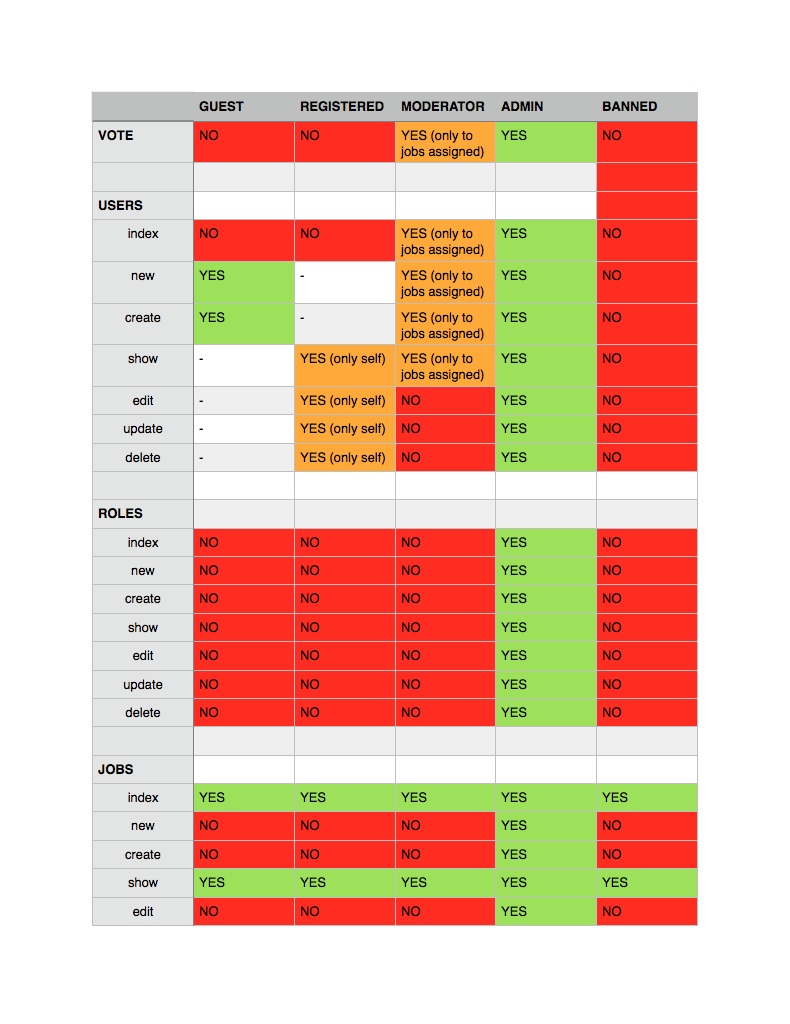 GUEST REGISTERED MODERATOR ADMIN BANNED
VOTE NO NO YES (only to YES NO
jobs assigned)
USERS
index NO NO YES (only to YES NO
jobs assigned)
new YES - YES (only to YES NO
jobs assigned)
create YES - YES (only to YES NO
jobs assigned)
show - YES (only self) YES (only to YES NO
jobs assigned)
edit - YES (only self) NO YES NO
update - YES (only self) NO YES NO
delete - YES (only self) NO YES NO
ROLES
index NO NO NO YES NO
new NO NO NO YES NO
create NO NO NO YES NO
show NO NO NO YES NO
edit NO NO NO YES NO
update NO NO NO YES NO
delete NO NO NO YES NO
JOBS
index YES YES YES YES YES
new NO NO NO YES NO
create NO NO NO YES NO
show YES YES YES YES YES
edit NO NO NO YES NO